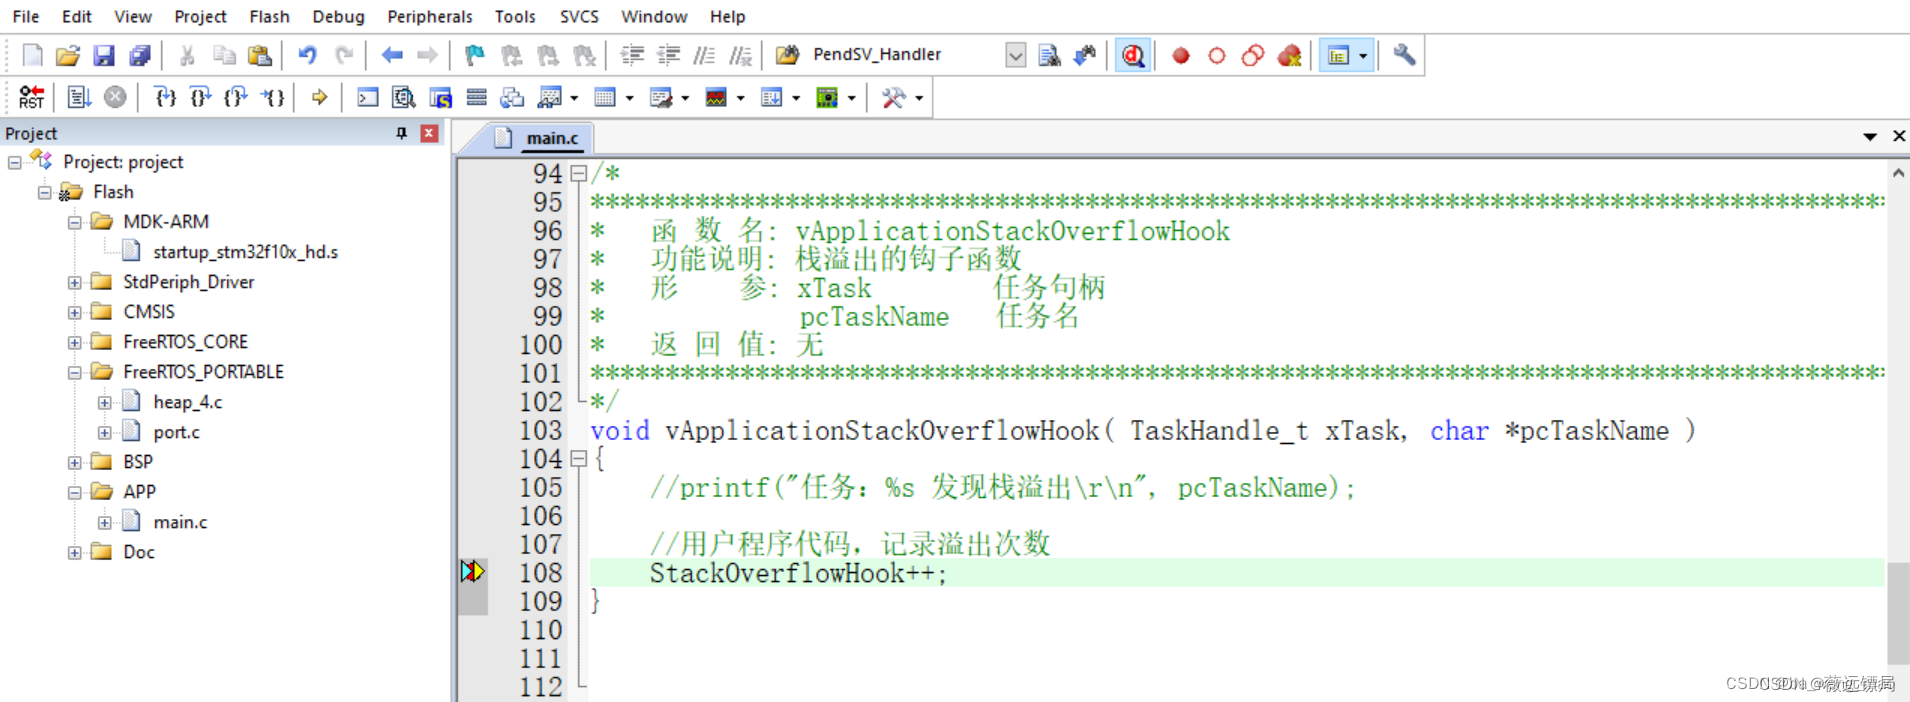 File Edit View Project Flash Debug Peripherals Tools SVCS Window Help
PendSV_Handler
RST
Project
main.c
Project: project
Flash
MDK-ARM
startup_stm32f10x_hd.s
StdPeriph_Driver
CMSIS
FreeRTOS_CORE
FreeRTOS_PORTABLE
heap_4.c
port.c
BSP
APP
main.c
Doc
94 /*
95 **************************************************************************************
96 * 函 数 名: vApplicationStackOverflowHook
97 * 功能说明: 栈溢出的钩子函数
98 * 形 参: xTask 任务句柄
99 * pcTaskName 任务名
100 * 返 回 值: 无
101 **************************************************************************************
102 */
103 void vApplicationStackOverflowHook( TaskHandle_t xTask, char *pcTaskName )
104 {
105 //printf("任务：%s 发现栈溢出\r\n", pcTaskName);
106
107 //用户程序代码，记录溢出次数
108 StackOverflowHook++;
109 }
110
111
112